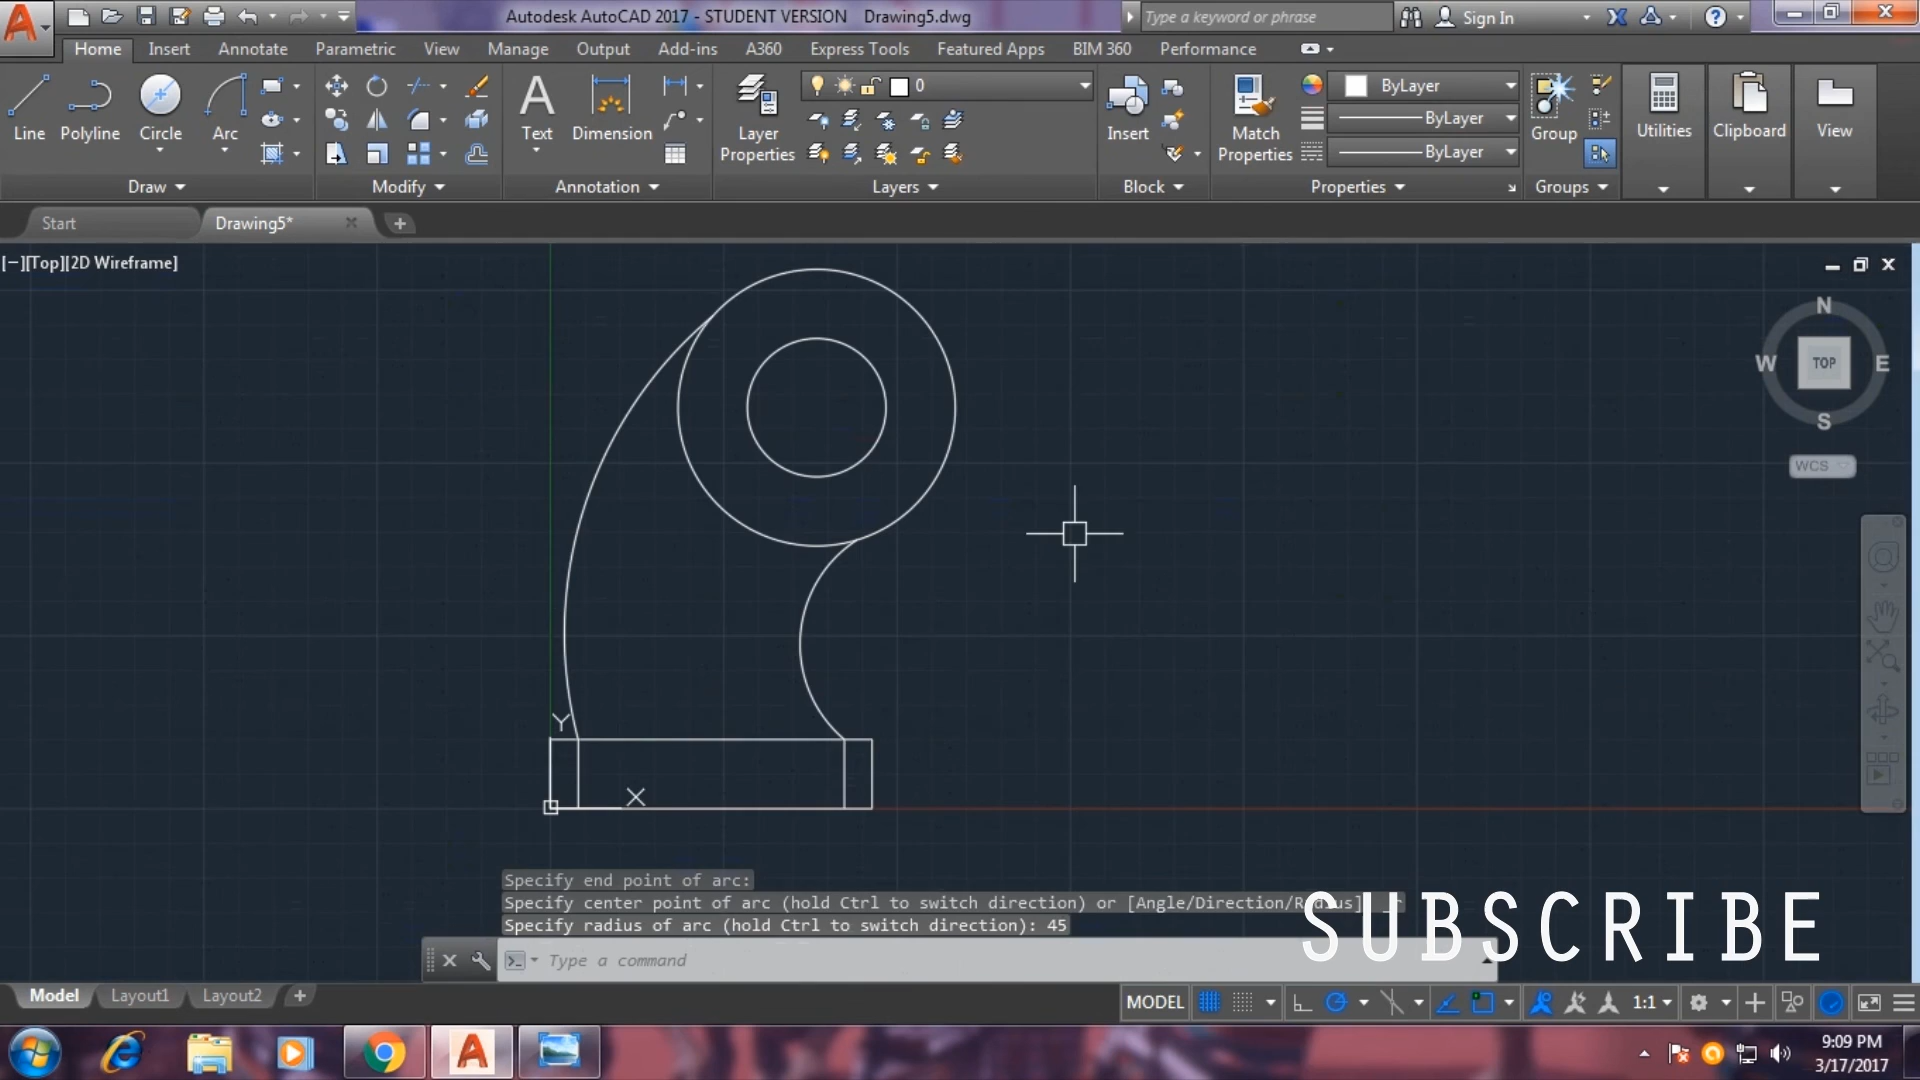 Autodesk AutoCAD 2017 - STUDENT VERSION Drawing5.dwg
Type a keyword or phrase
Sign In
Home Insert Annotate Parametric View Manage Output Add-ins A360 Express Tools Featured Apps BIM 360 Performance
0
ByLayer
ByLayer
ByLayer
Line Polyline Circle Arc
Text Dimension
Layer Properties
Insert
Match Properties
Group
Utilities Clipboard View
Draw Modify Annotation Layers Block Properties Groups
Start Drawing5*
[−][Top][2D Wireframe]
N
W TOP E
S
WCS
Y
X
Specify end point of arc:
Specify center point of arc (hold Ctrl to switch direction) or [Angle/Direction/Radius]: _r
Specify radius of arc (hold Ctrl to switch direction): 45
SUBSCRIBE
Type a command
Model Layout1 Layout2
MODEL 1:1
9:09 PM
3/17/2017